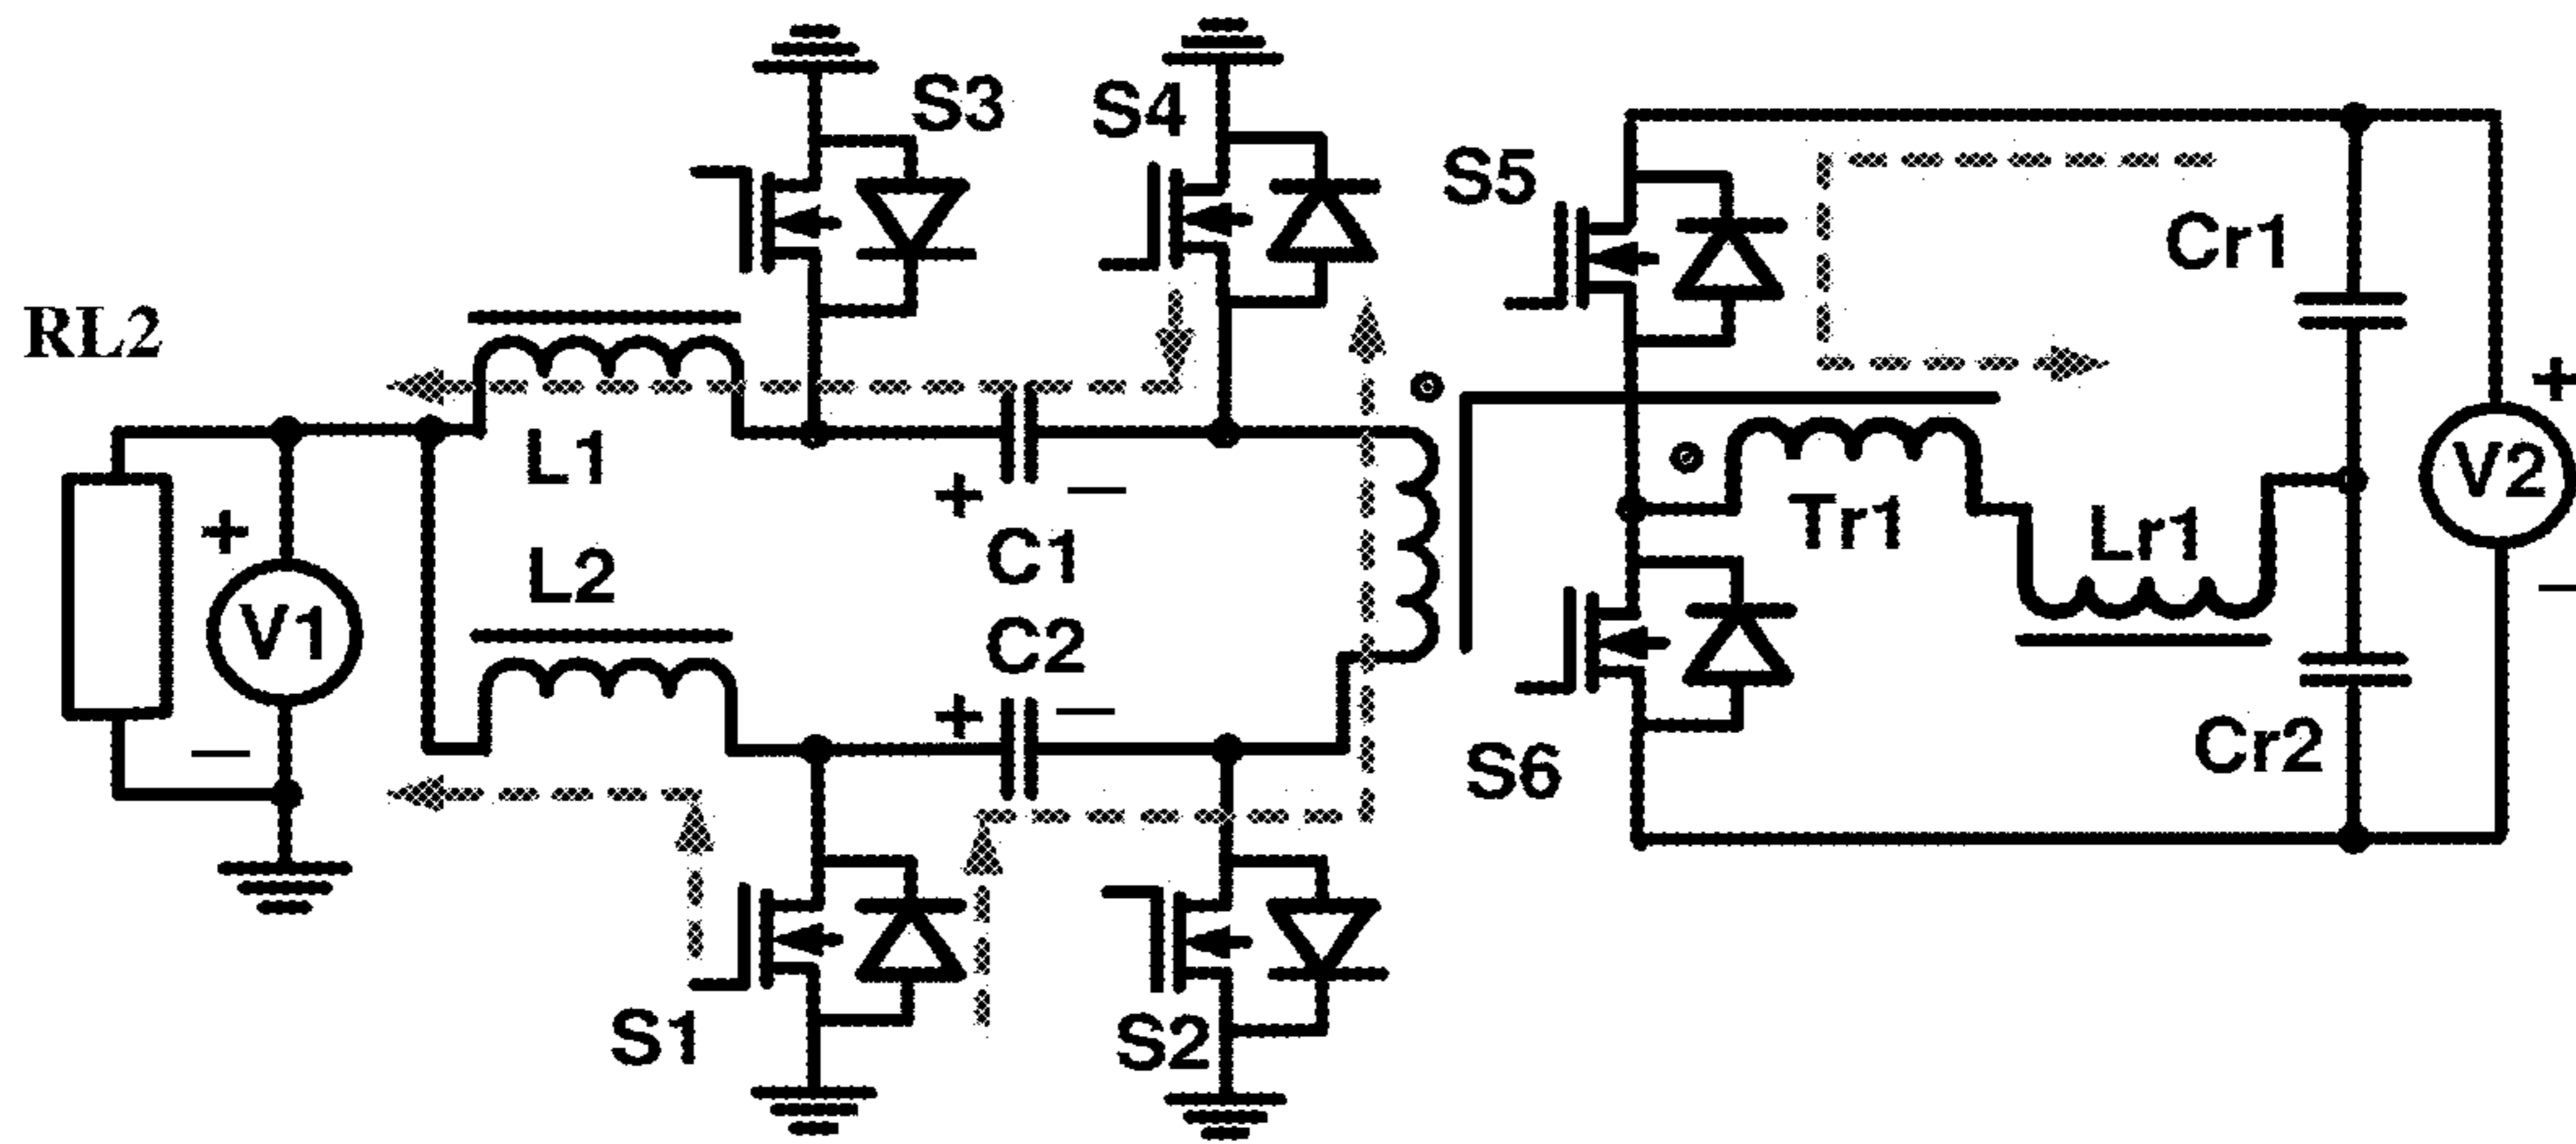 S3
S4
S5
Cr1
RL2
+
L1
V2
+
Tr1
Lr1
+
—
C1
—
L2
V1
C2
+
—
—
S6
Cr2
S1
S2